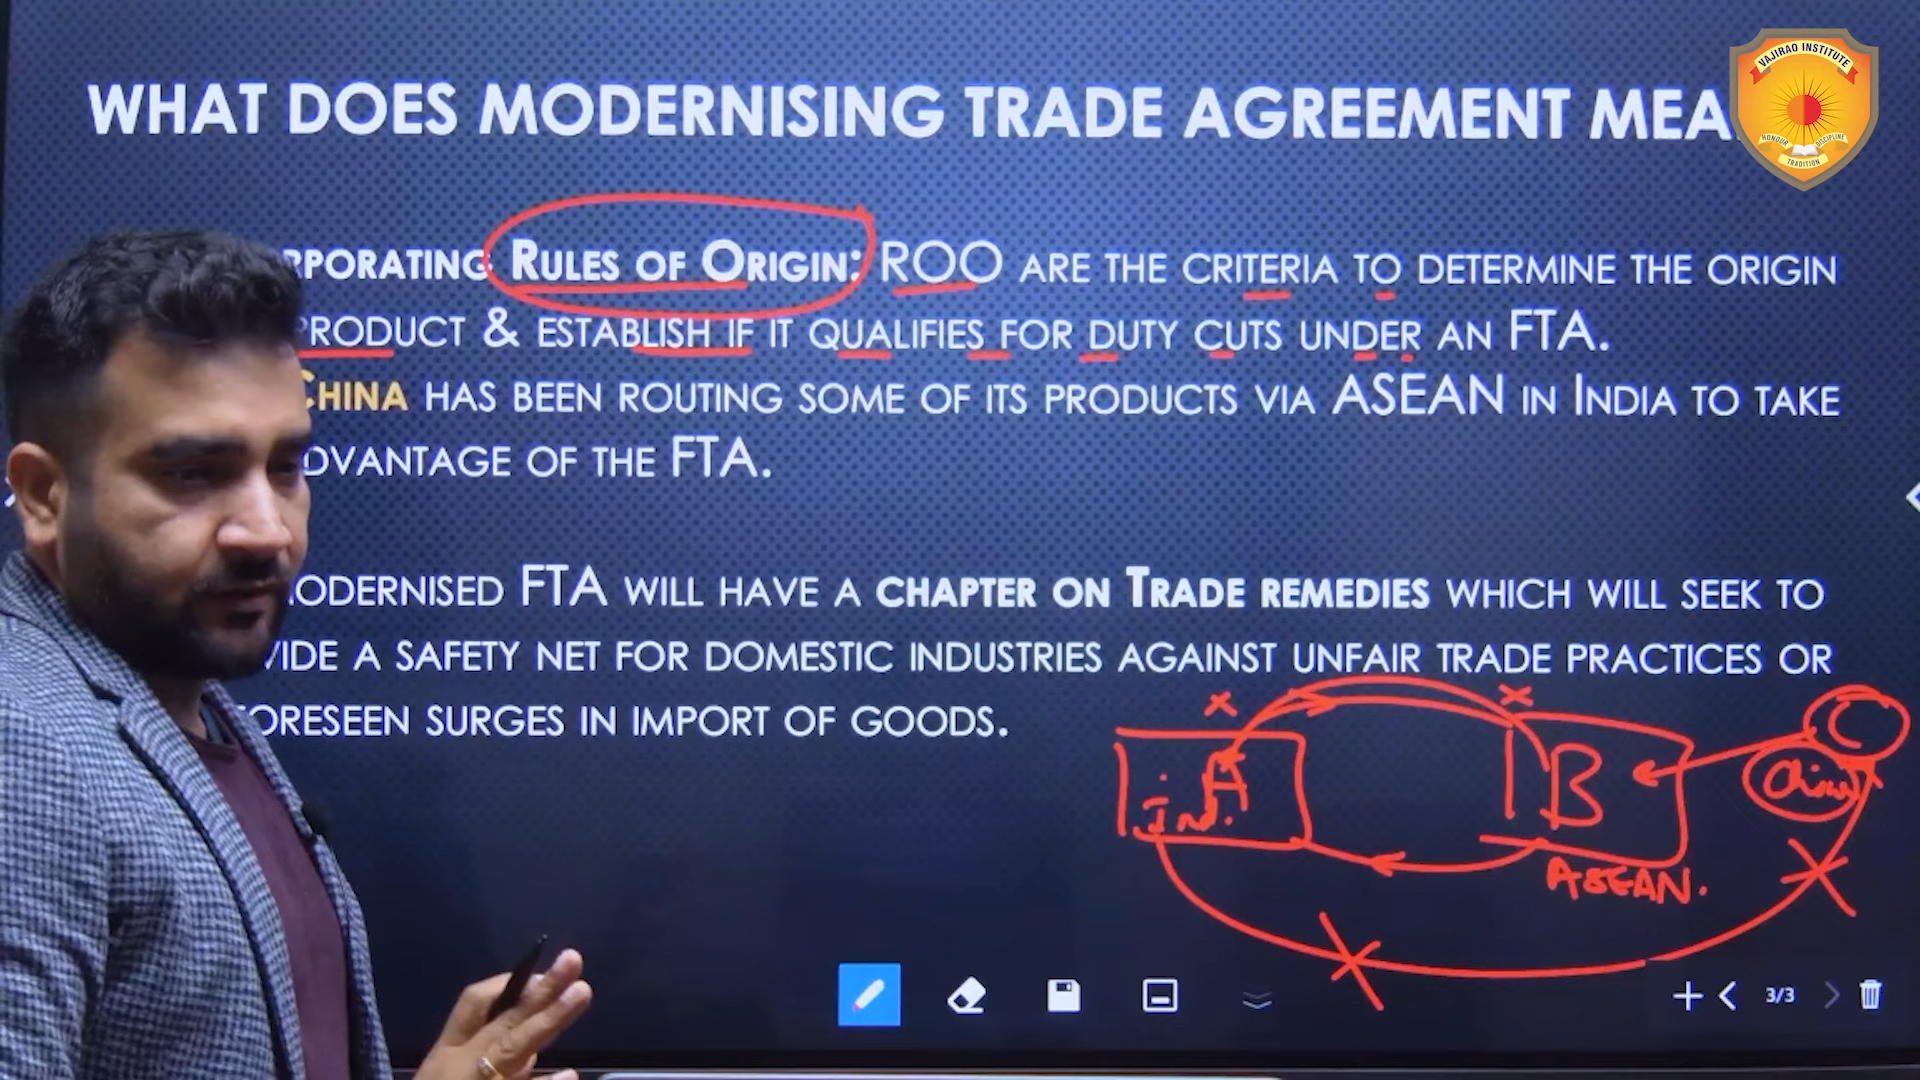 VAJIRAO INSTITUTE
HONOUR DISCIPLINE
TRADITION
WHAT DOES MODERNISING TRADE AGREEMENT MEA
RPORATING RULES OF ORIGIN: ROO ARE THE CRITERIA TO DETERMINE THE ORIGIN
PRODUCT & ESTABLISH IF IT QUALIFIES FOR DUTY CUTS UNDER AN FTA.
CHINA HAS BEEN ROUTING SOME OF ITS PRODUCTS VIA ASEAN IN INDIA TO TAKE
DVANTAGE OF THE FTA.
ODERNISED FTA WILL HAVE A CHAPTER ON TRADE REMEDIES WHICH WILL SEEK TO
VIDE A SAFETY NET FOR DOMESTIC INDUSTRIES AGAINST UNFAIR TRADE PRACTICES OR
FORESEEN SURGES IN IMPORT OF GOODS.
C
A
B
Ind.
ASEAN.
3/3